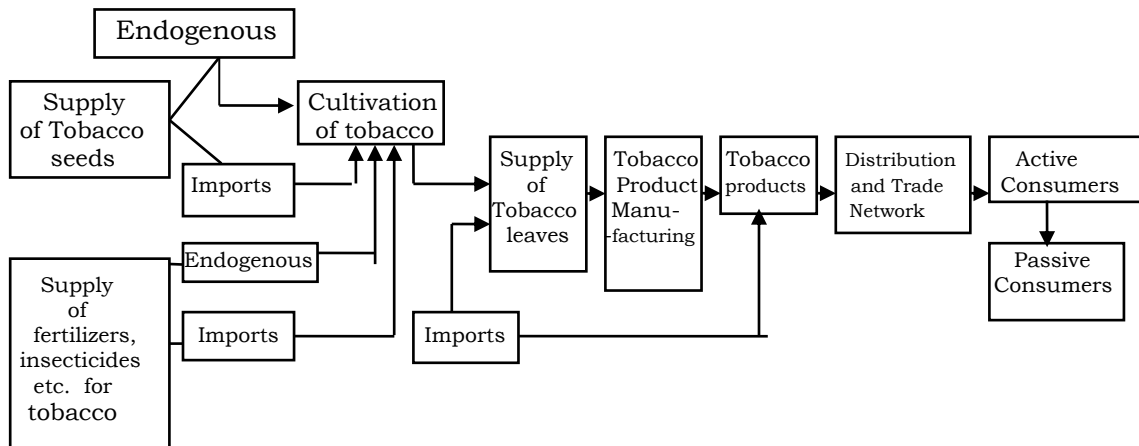 Endogenous
Supply
of Tobacco
seeds
Imports
Cultivation
of tobacco
Supply
of
fertilizers,
insecticides
etc. for
tobacco
Endogenous
Imports
Supply
of
Tobacco
leaves
Imports
Tobacco
Product
Manu-
-facturing
Tobacco
products
Distribution
and Trade
Network
Active
Consumers
Passive
Consumers